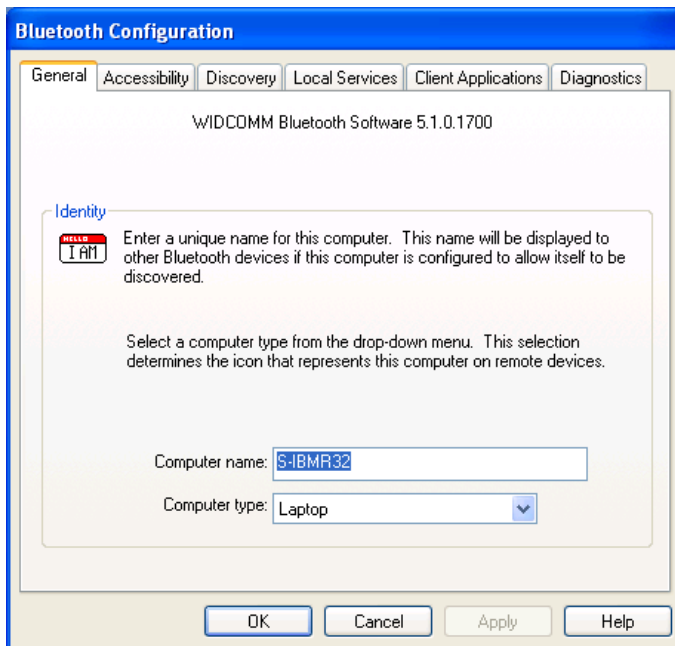 Bluetooth Configuration
General Accessibility Discovery Local Services Client Applications Diagnostics
WIDCOMM Bluetooth Software 5.1.0.1700
Identity
HELLO
I AM
Enter a unique name for this computer.  This name will be displayed to
other Bluetooth devices if this computer is configured to allow itself to be
discovered.
Select a computer type from the drop-down menu.  This selection
determines the icon that represents this computer on remote devices.
Computer name: S-IBMR32
Computer type: Laptop
OK Cancel Apply Help